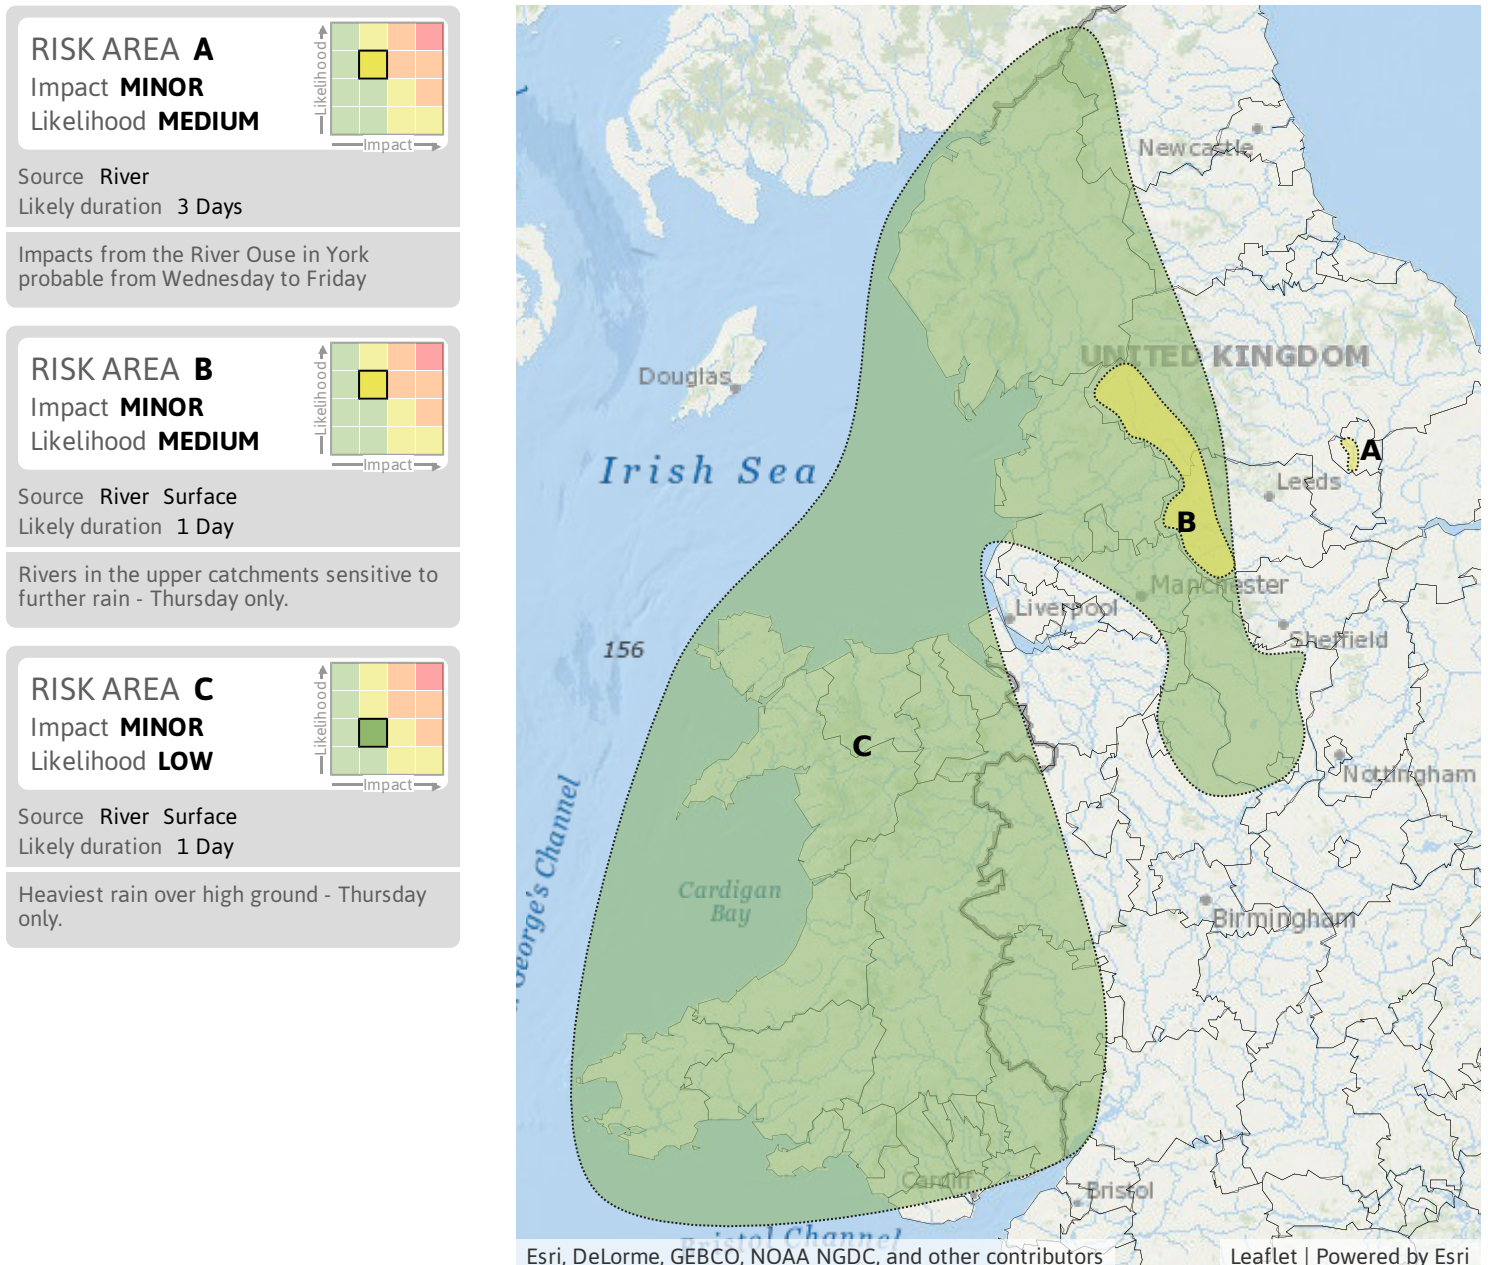 RISK AREA A
Impact MINOR
Likelihood MEDIUM
Likelihood
Impact
Source River
Likely duration 3 Days
Impacts from the River Ouse in York
probable from Wednesday to Friday
RISK AREA B
Impact MINOR
Likelihood MEDIUM
Likelihood
Impact
Source River Surface
Likely duration 1 Day
Rivers in the upper catchments sensitive to
further rain - Thursday only.
RISK AREA C
Impact MINOR
Likelihood LOW
Likelihood
Impact
Source River Surface
Likely duration 1 Day
Heaviest rain over high ground - Thursday
only.
Newcastle
UNITED KINGDOM
Douglas
A
Irish Sea
Leeds
B
Manchester
Liverpool
Sheffield
156
C
Nottingham
George's Channel
Cardigan
Bay
Birmingham
Cardiff
Bristol
Bristol Channel
Esri, DeLorme, GEBCO, NOAA NGDC, and other contributors
Leaflet | Powered by Esri